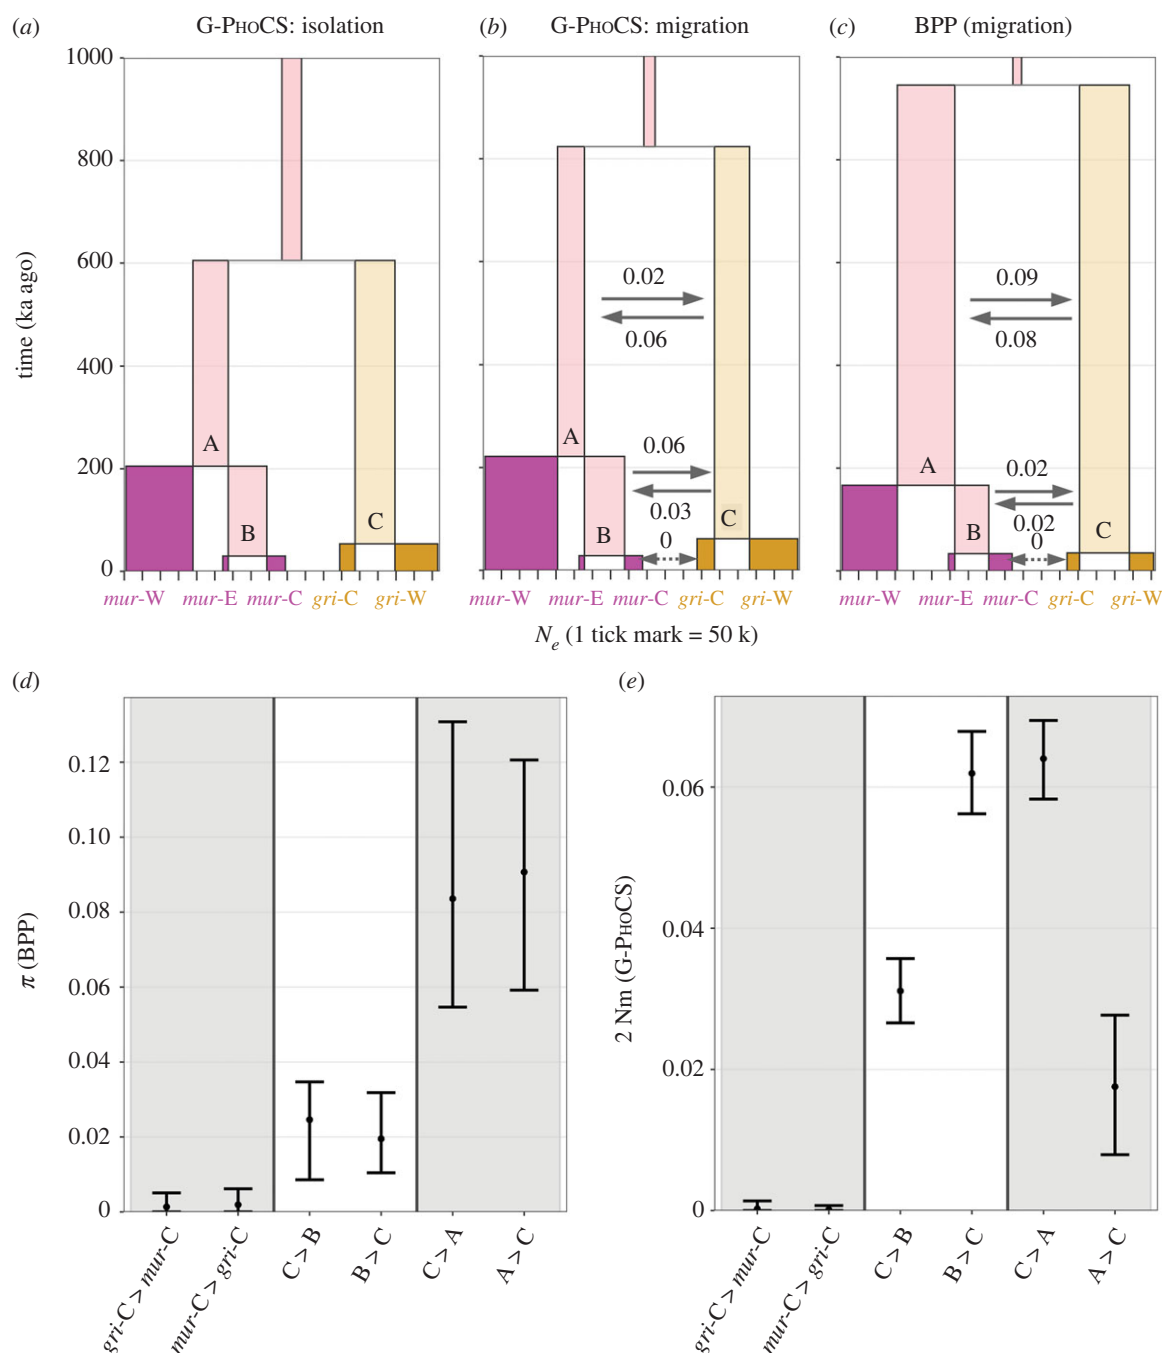 (a) G-PHOCS: isolation
(b) G-PHOCS: migration
(c) BPP (migration)
time (ka ago)
1000
800
600
400
200
0
A
B
C
mur-W mur-E mur-C gri-C gri-W
0.02
0.06
A
0.06
0.03
0
B
C
mur-W mur-E mur-C gri-C gri-W
0.09
0.08
A
0.02
0.02
0
B
C
mur-W mur-E mur-C gri-C gri-W
Ne (1 tick mark = 50 k)
(d)
π (BPP)
0.12
0.10
0.08
0.06
0.04
0.02
0
gri-C > mur-C
mur-C > gri-C
C > B
B > C
C > A
A > C
(e)
2 Nm (G-PHOCS)
0.06
0.04
0.02
0
gri-C > mur-C
mur-C > gri-C
C > B
B > C
C > A
A > C